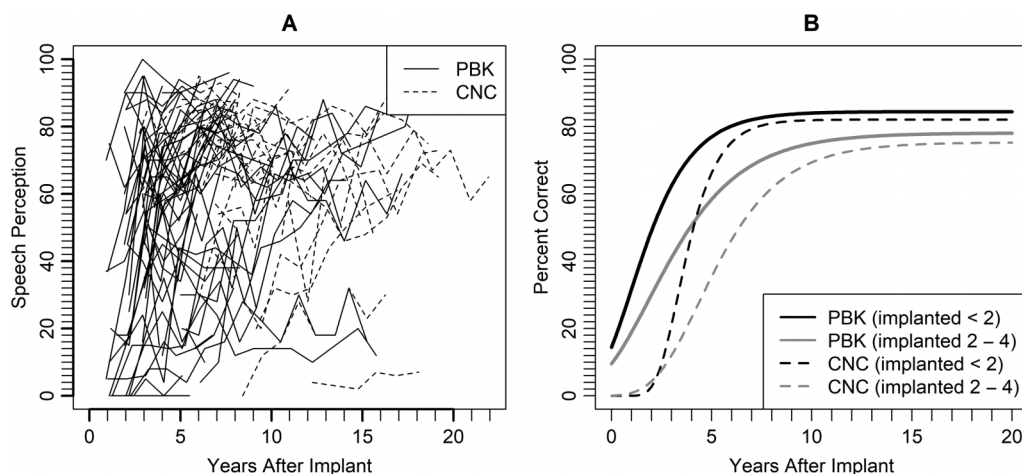 A
Speech Perception
0 20 40 60 80 100
PBK
CNC
0 5 10 15 20
Years After Implant
B
Percent Correct
0 20 40 60 80 100
PBK (implanted < 2)
PBK (implanted 2 – 4)
CNC (implanted < 2)
CNC (implanted 2 – 4)
0 5 10 15 20
Years After Implant